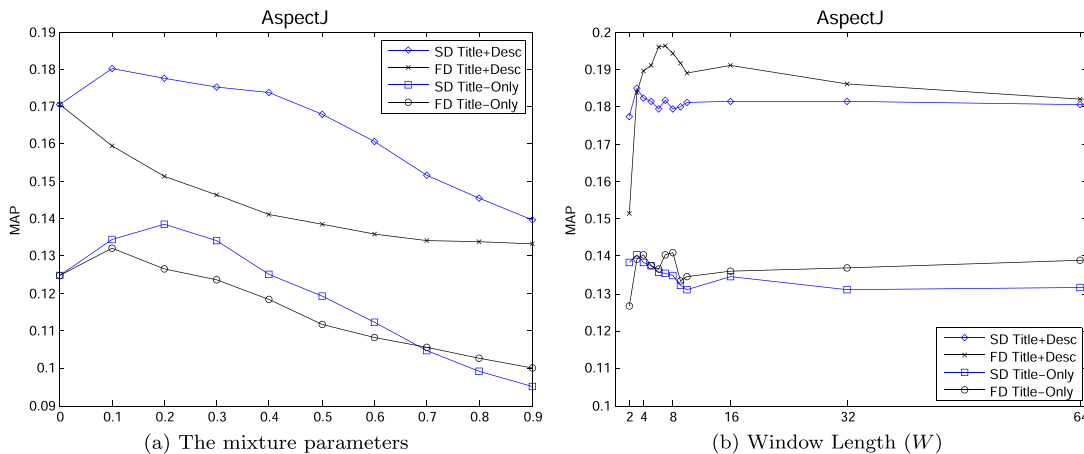 AspectJ
MAP
0.19
0.18
0.17
0.16
0.15
0.14
0.13
0.12
0.11
0.1
0.09
0 0.1 0.2 0.3 0.4 0.5 0.6 0.7 0.8 0.9
SD Title+Desc
FD Title+Desc
SD Title−Only
FD Title−Only
(a) The mixture parameters
AspectJ
MAP
0.2
0.19
0.18
0.17
0.16
0.15
0.14
0.13
0.12
0.11
0.1
2 4 8 16 32 64
SD Title+Desc
FD Title+Desc
SD Title−Only
FD Title−Only
(b) Window Length (W)